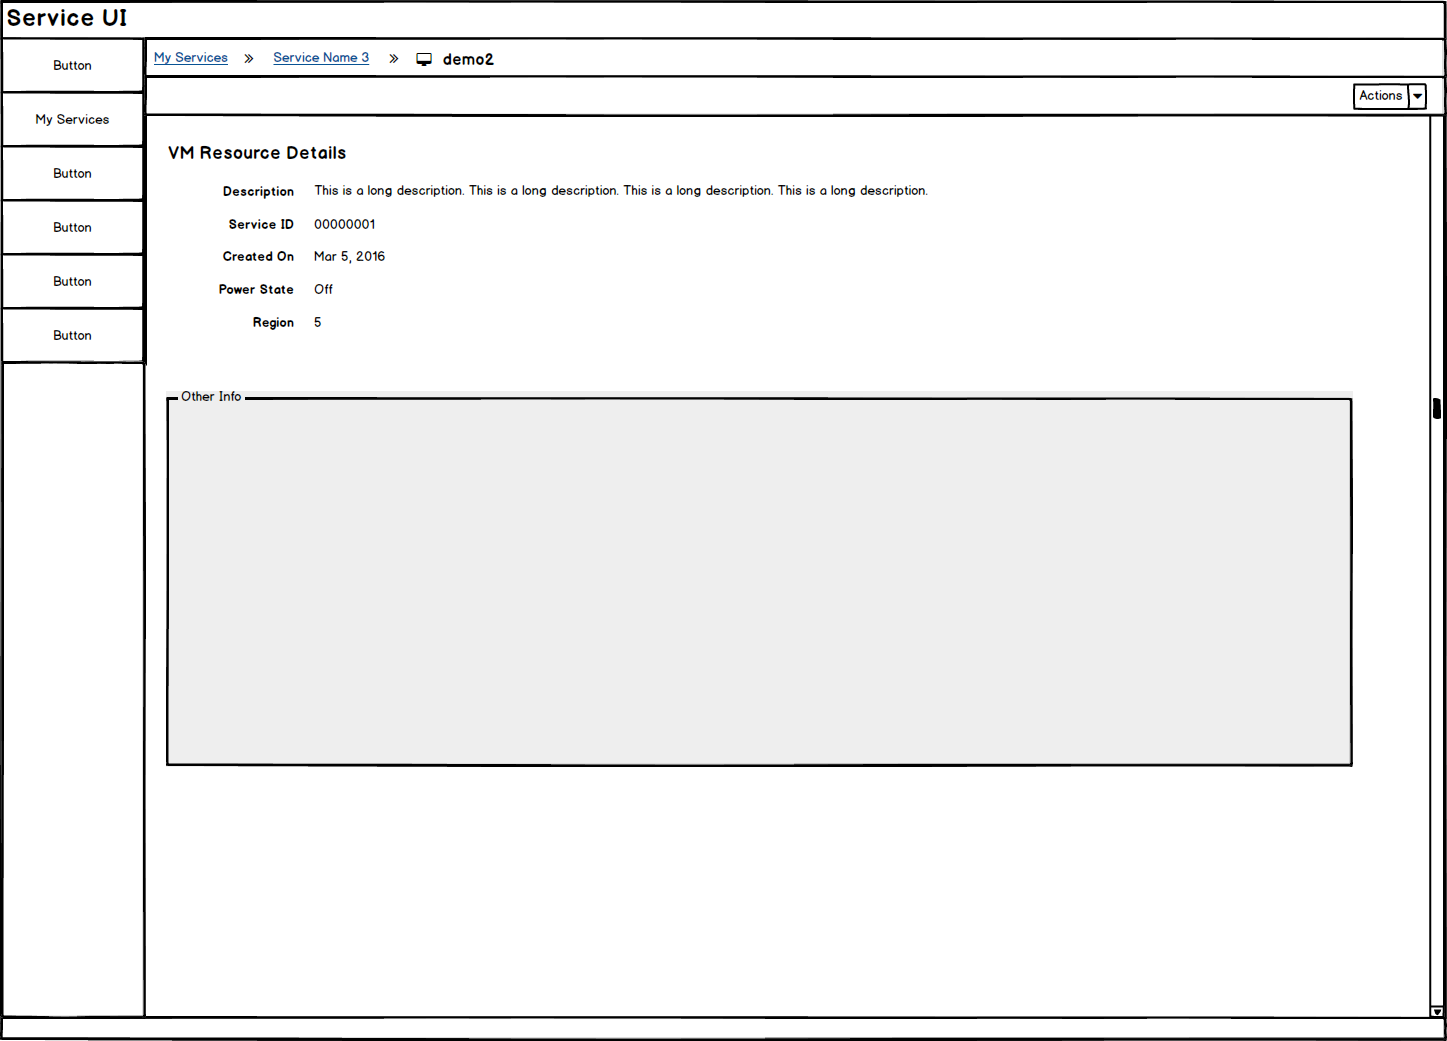 Service UI
Button
My Services
Button
Button
Button
Button
My Services » Service Name 3 » demo2
Actions
VM Resource Details
Description This is a long description. This is a long description. This is a long description. This is a long description.
Service ID 00000001
Created On Mar 5, 2016
Power State Off
Region 5
Other Info